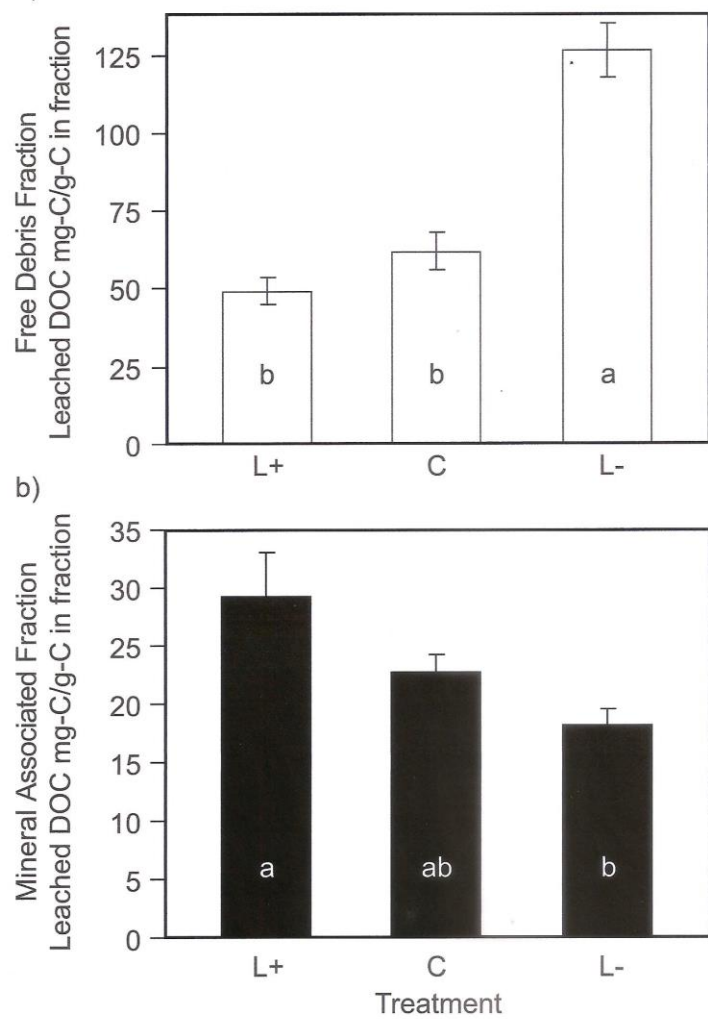 Free Debris Fraction
Leached DOC mg-C/g-C in fraction
125
100
75
50
25
0
b
b
a
L+
C
L-
b)
Mineral Associated Fraction
Leached DOC mg-C/g-C in fraction
35
30
25
20
15
10
5
0
a
ab
b
L+
C
L-
Treatment